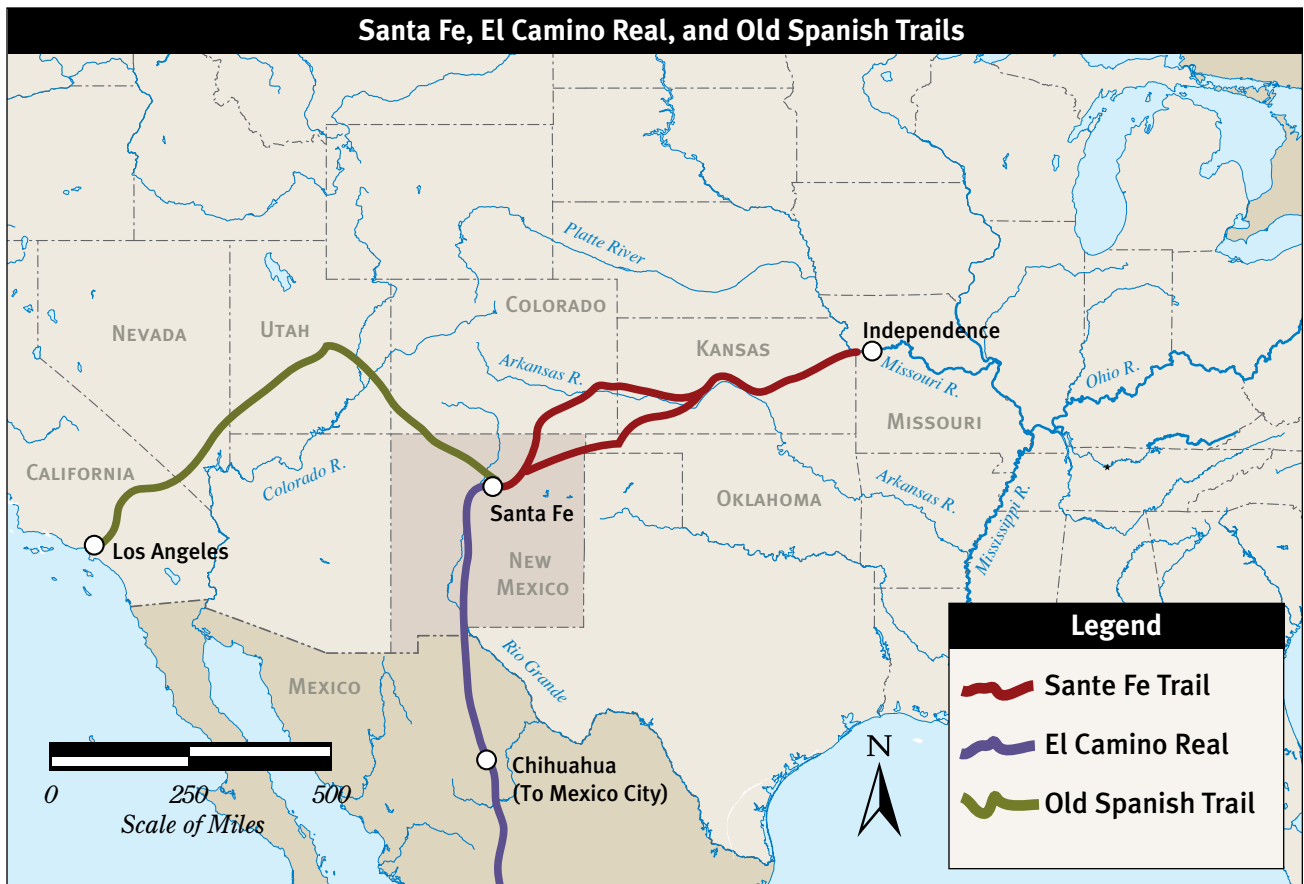 Santa Fe, El Camino Real, and Old Spanish Trails
Platte River
COLORADO
NEVADA
UTAH
KANSAS
Independence
Arkansas R.
Missouri R.
Ohio R.
MISSOURI
CALIFORNIA
Colorado R.
OKLAHOMA
Arkansas R.
Mississippi R.
Santa Fe
Los Angeles
NEW
MEXICO
Rio Grande
MEXICO
Chihuahua
(To Mexico City)
0 250 500
Scale of Miles
N
Legend
Sante Fe Trail
El Camino Real
Old Spanish Trail